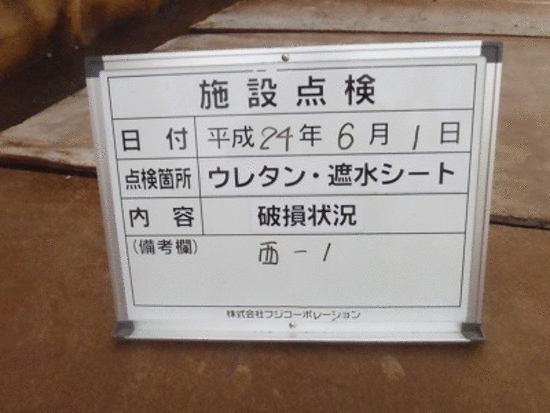 施設点検
日付 平成24年6月1日
点検箇所 ウレタン・遮水シート
内容 破損状況
(備考欄) 西-1
株式会社フジコーポレーション